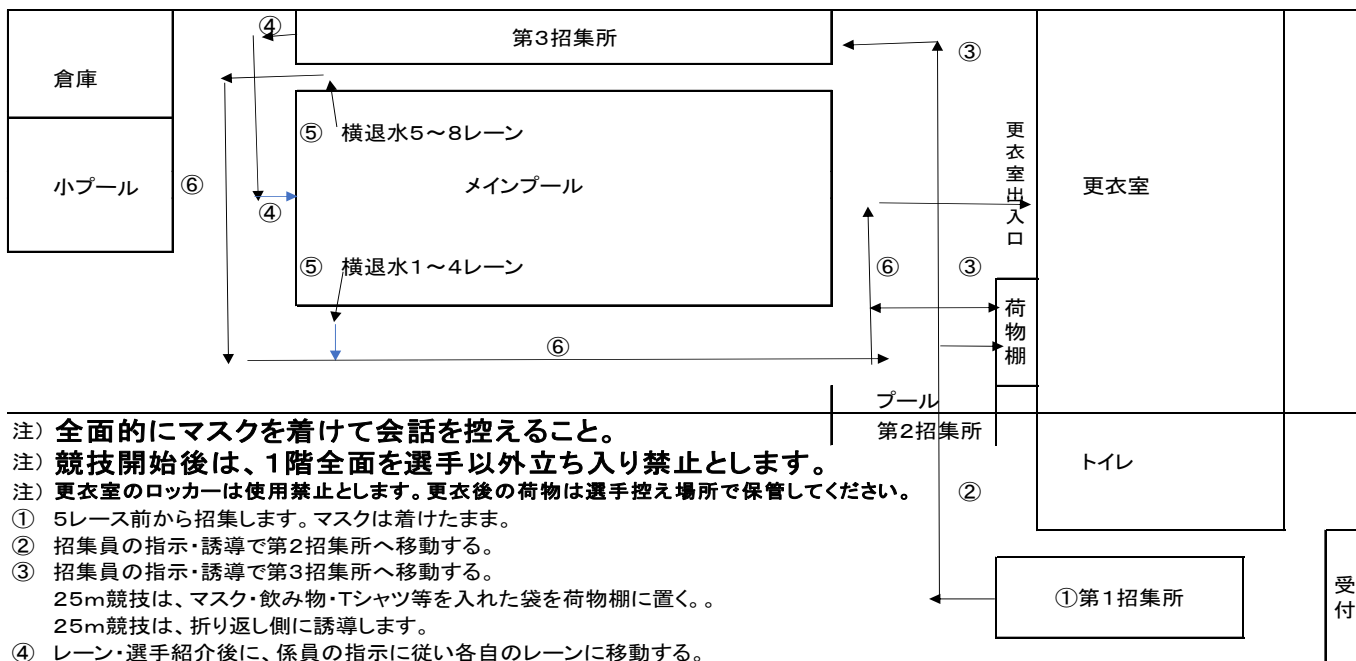 ④
第3招集所
③
倉庫
⑤ 横退水5~8レーン
更衣室出入口
小プール
⑥
メインプール
更衣室
④
⑤ 横退水1~4レーン
⑥
③
荷物棚
⑥
プール
第2招集所
注) 全面的にマスクを着けて会話を控えること。
注) 競技開始後は、1階全面を選手以外立ち入り禁止とします。
トイレ
注) 更衣室のロッカーは使用禁止とします。更衣後の荷物は選手控え場所で保管してください。
②
① 5レース前から招集します。マスクは着けたまま。
② 招集員の指示・誘導で第2招集所へ移動する。
③ 招集員の指示・誘導で第3招集所へ移動する。
25m競技は、マスク・飲み物・Tシャツ等を入れた袋を荷物棚に置く。。
25m競技は、折り返し側に誘導します。
④ レーン・選手紹介後に、係員の指示に従い各自のレーンに移動する。
①第1招集所
受付